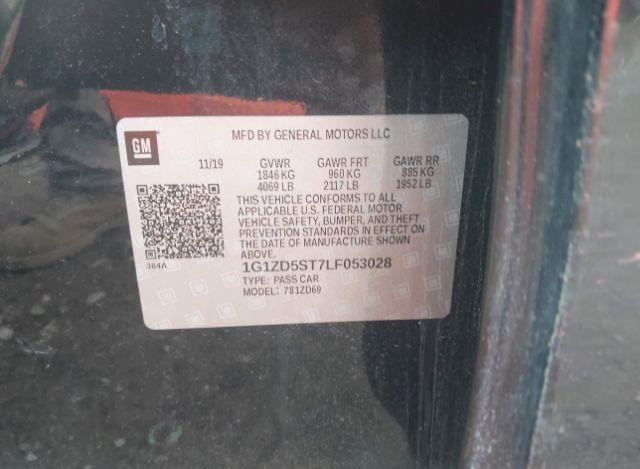 GM
MFD BY GENERAL MOTORS LLC
11/19 GVWR GAWR FRT GAWR RR
1846 KG 960 KG 885 KG
4069 LB 2117 LB 1952 LB
THIS VEHICLE CONFORMS TO ALL
APPLICABLE U.S. FEDERAL MOTOR
VEHICLE SAFETY, BUMPER, AND THEFT
PREVENTION STANDARDS IN EFFECT ON
THE DATE OF MANUFACTURE SHOWN
ABOVE.
384A
1G1ZD5ST7LF053028
TYPE: PASS CAR
MODEL: 781ZD69